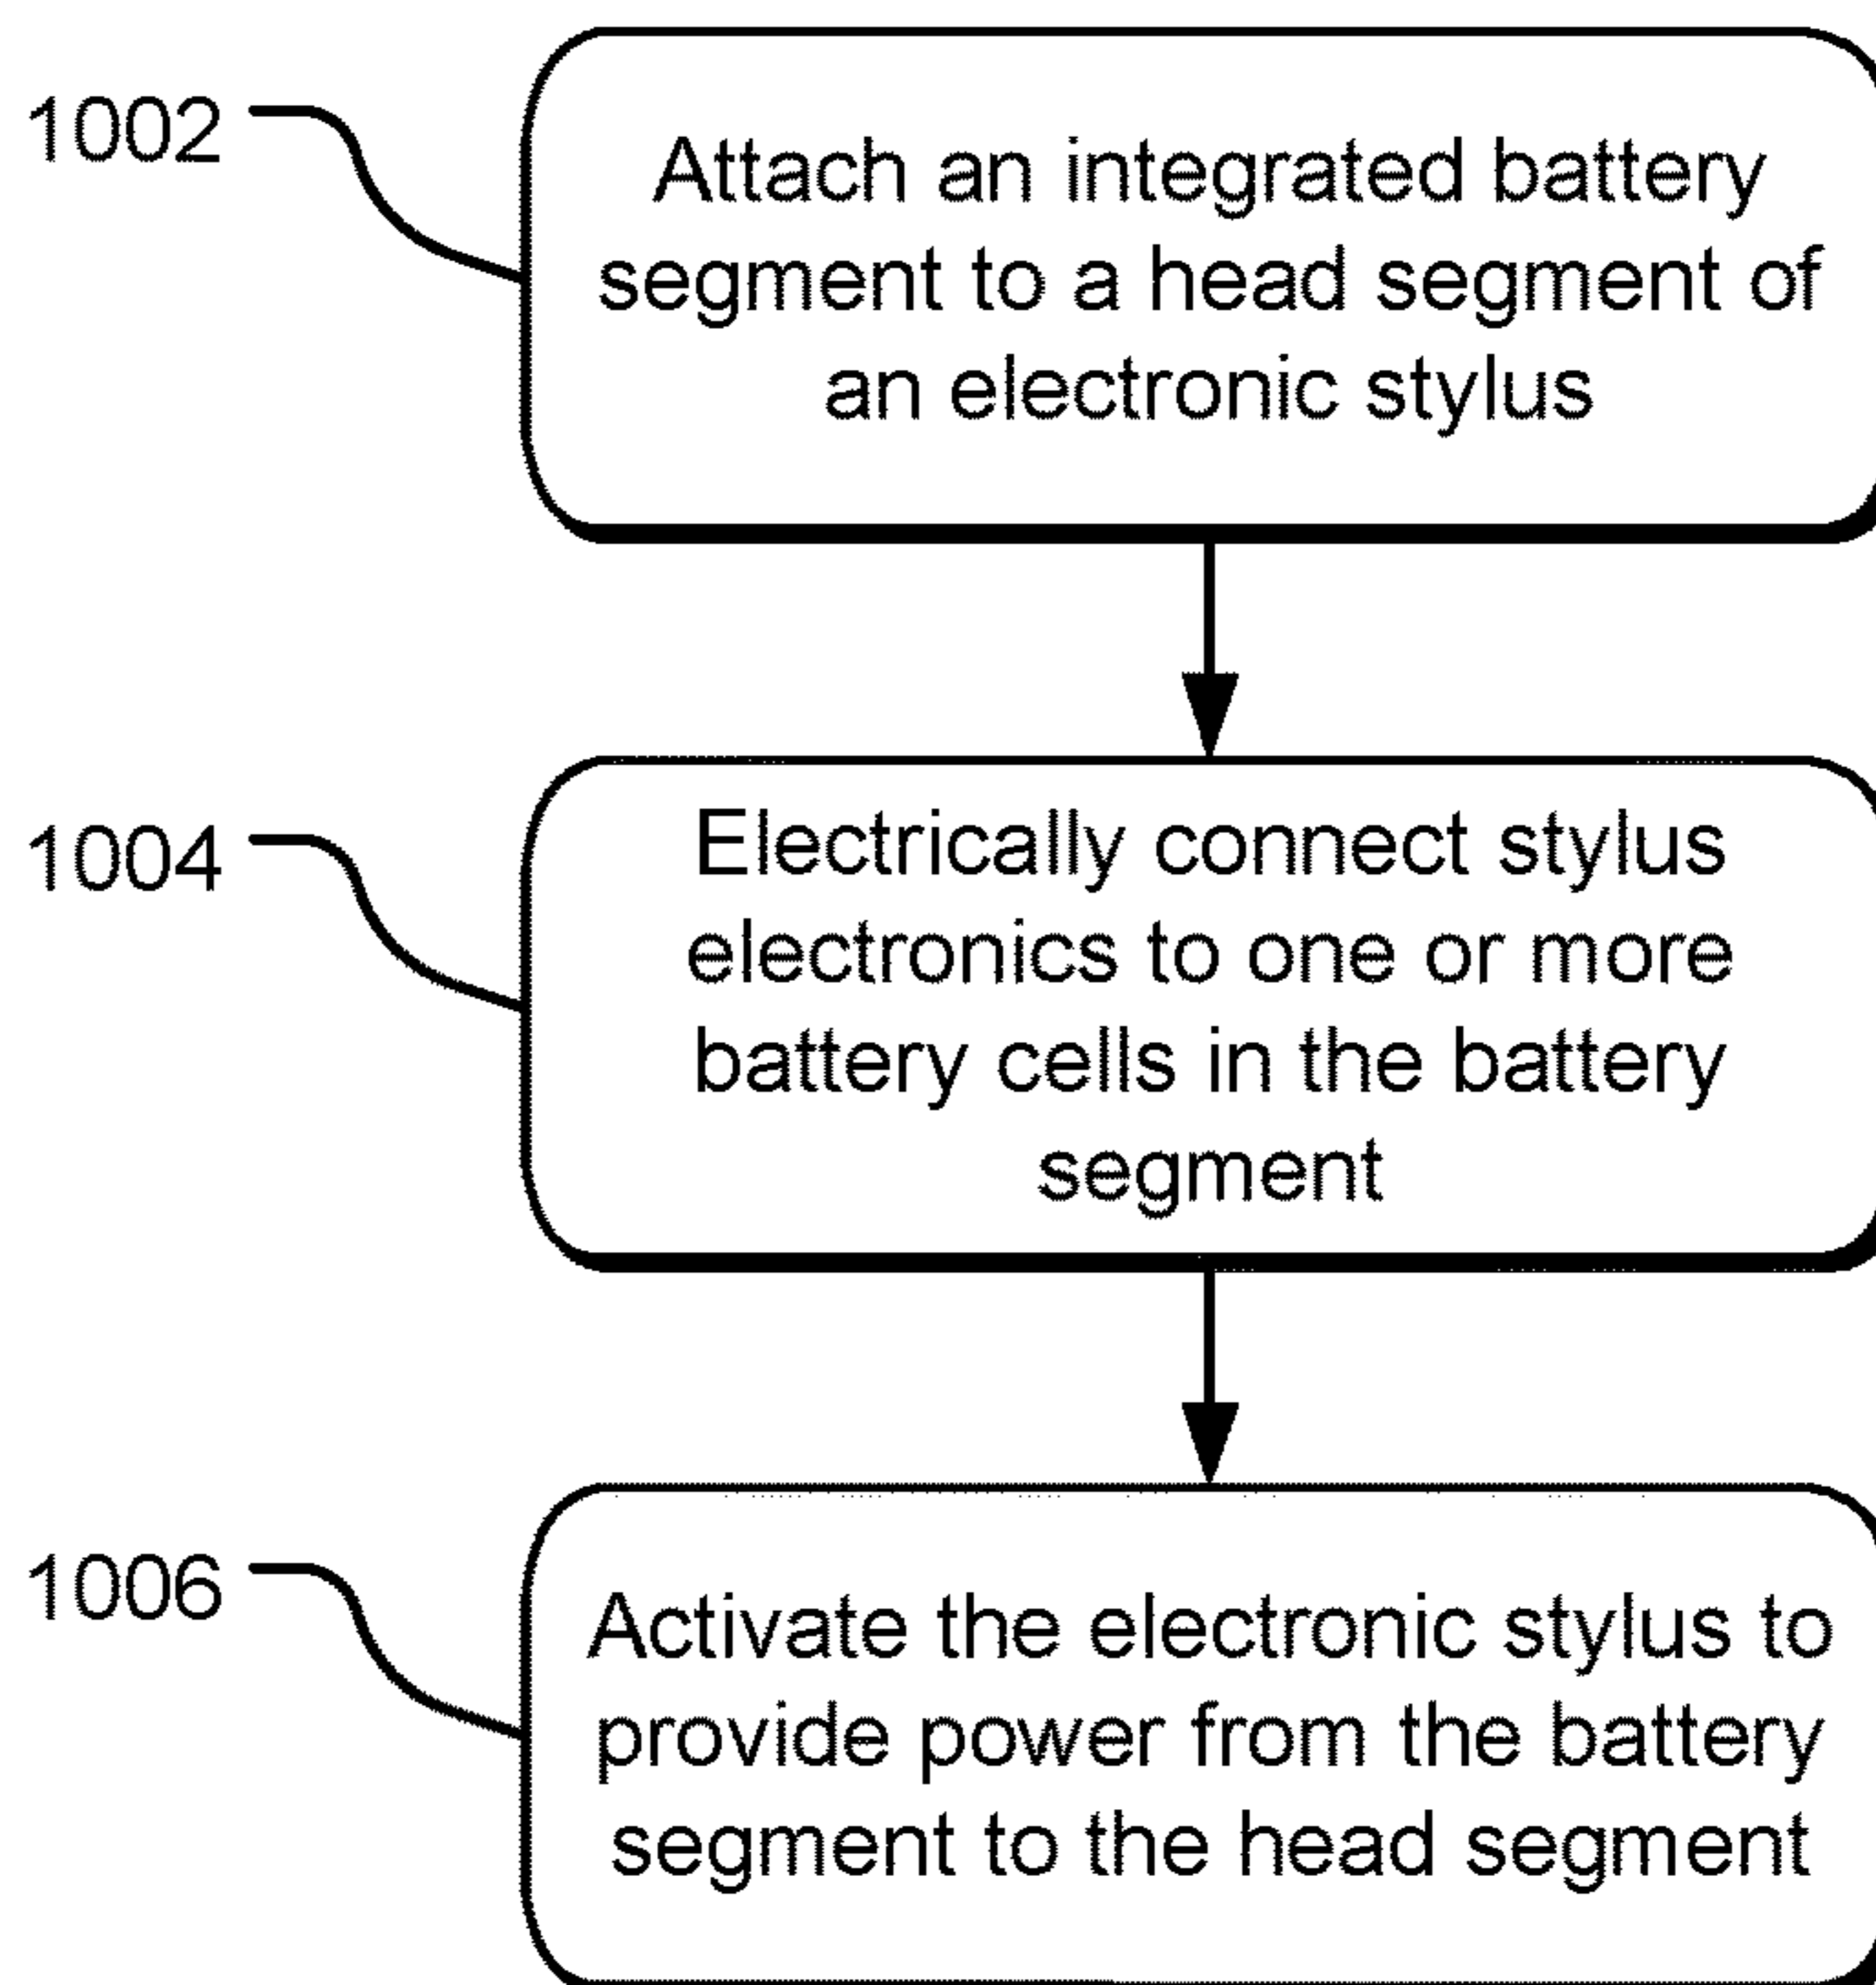 1002
Attach an integrated battery
segment to a head segment of
an electronic stylus
1004
Electrically connect stylus
electronics to one or more
battery cells in the battery
segment
1006
Activate the electronic stylus to
provide power from the battery
segment to the head segment